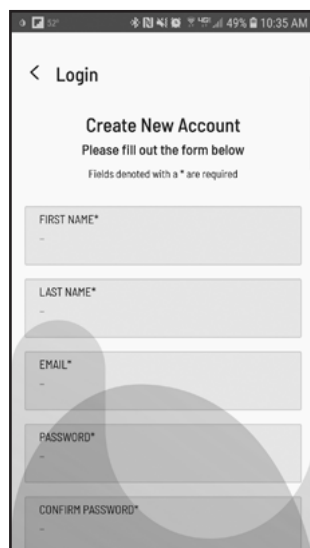 32° 49% 10:35 AM
< Login
Create New Account
Please fill out the form below
Fields denoted with a * are required
FIRST NAME*
-
LAST NAME*
-
EMAIL*
-
PASSWORD*
-
CONFIRM PASSWORD*
-